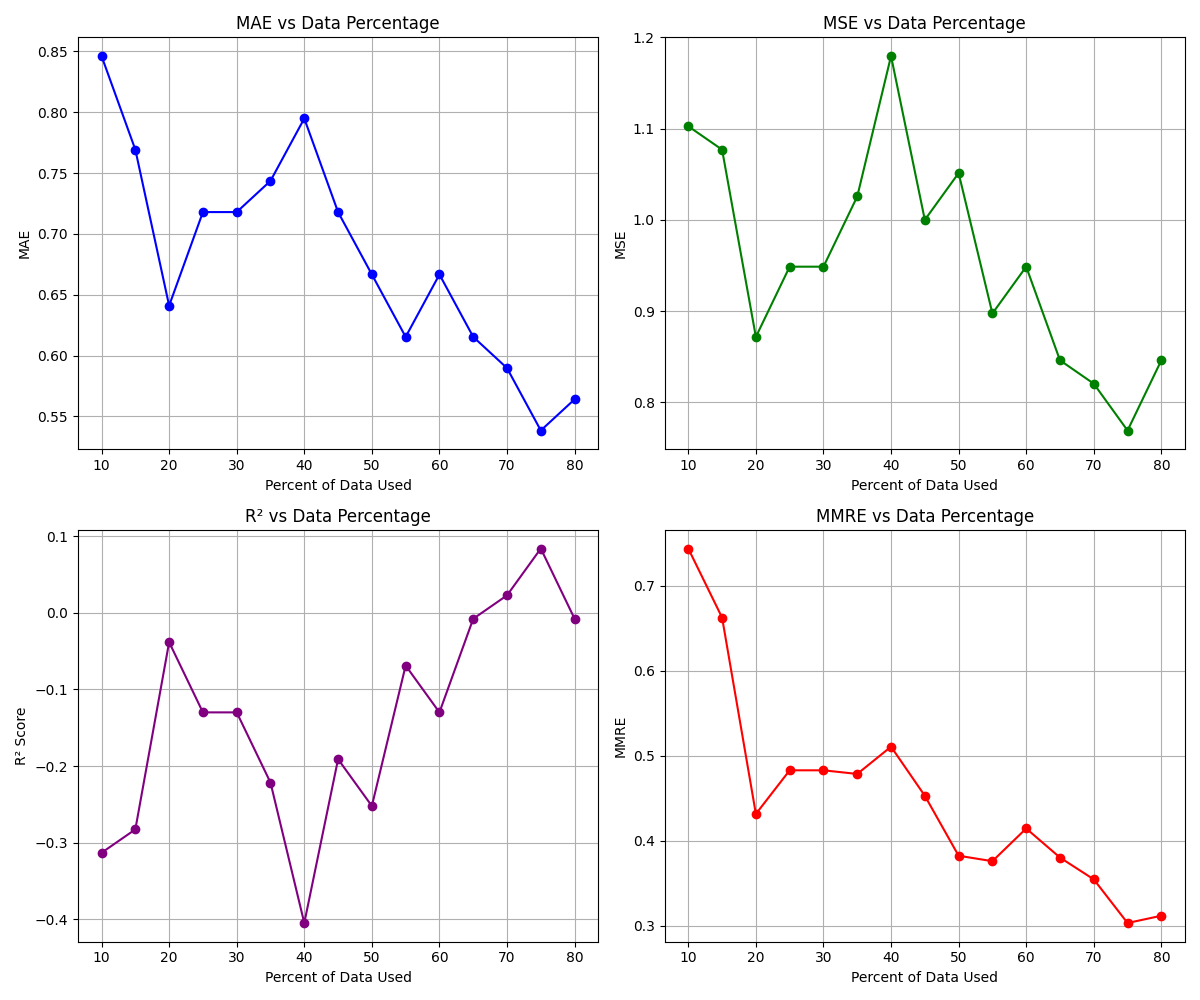 MAE vs Data Percentage
MAE
0.85
0.80
0.75
0.70
0.65
0.60
0.55
10 20 30 40 50 60 70 80
Percent of Data Used
MSE vs Data Percentage
MSE
1.2
1.1
1.0
0.9
0.8
10 20 30 40 50 60 70 80
Percent of Data Used
R² vs Data Percentage
R² Score
0.1
0.0
−0.1
−0.2
−0.3
−0.4
10 20 30 40 50 60 70 80
Percent of Data Used
MMRE vs Data Percentage
MMRE
0.7
0.6
0.5
0.4
0.3
10 20 30 40 50 60 70 80
Percent of Data Used